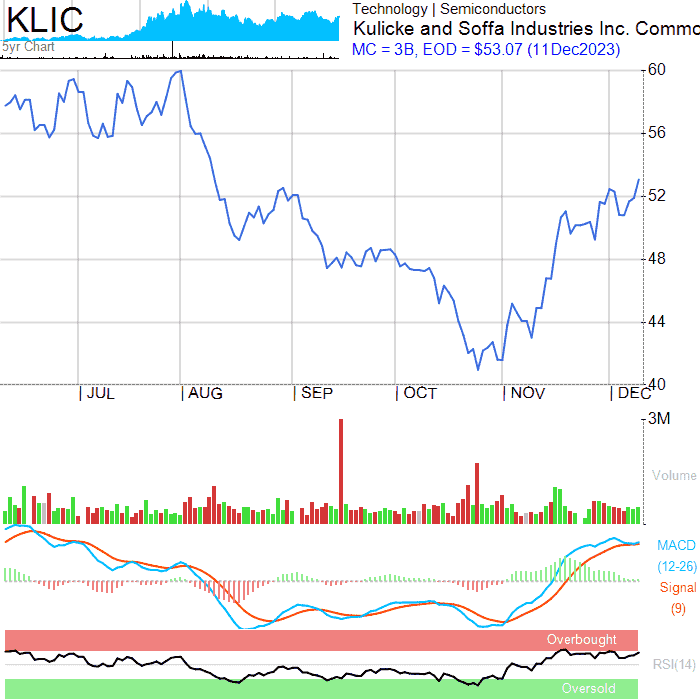 KLIC
5yr Chart
Technology | Semiconductors
Kulicke and Soffa Industries Inc. Commo
MC = 3B, EOD = $53.07 (11Dec2023)
60
56
52
48
44
40
| JUL | AUG | SEP | OCT | NOV | DEC
3M
Volume
MACD
(12-26)
Signal
(9)
Overbought
RSI(14)
Oversold